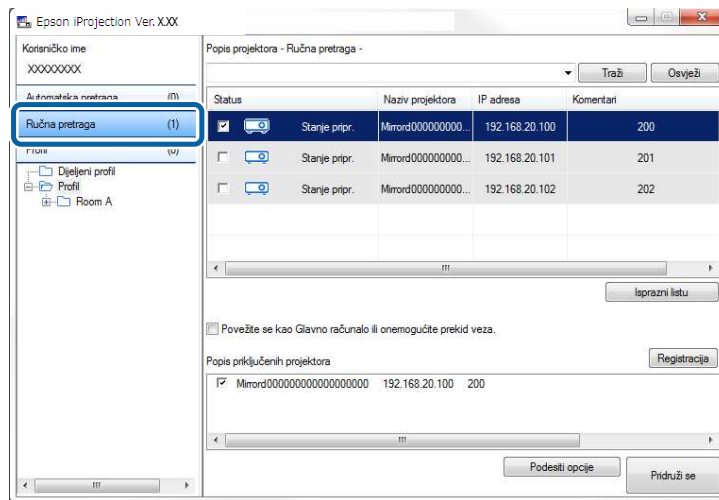 Epson iProjection Ver. X.XX
Korisničko ime
XXXXXXXX
Automatska pretraga (0)
Ručna pretraga (1)
Profil (0)
Dijeljeni profil
Profil
Room A
Popis projektora - Ručna pretraga -
Traži Osvježi
Status Naziv projektora IP adresa Komentari
Stanje pripr. Mirrord000000000... 192.168.20.100 200
Stanje pripr. Mirrord000000000... 192.168.20.101 201
Stanje pripr. Mirrord000000000... 192.168.20.102 202
Isprazni listu
Povežite se kao Glavno računalo ili onemogućite prekid veza.
Popis priključenih projektora Registracija
Mirrord000000000000000000 192.168.20.100 200
Podesiti opcije Pridruži se